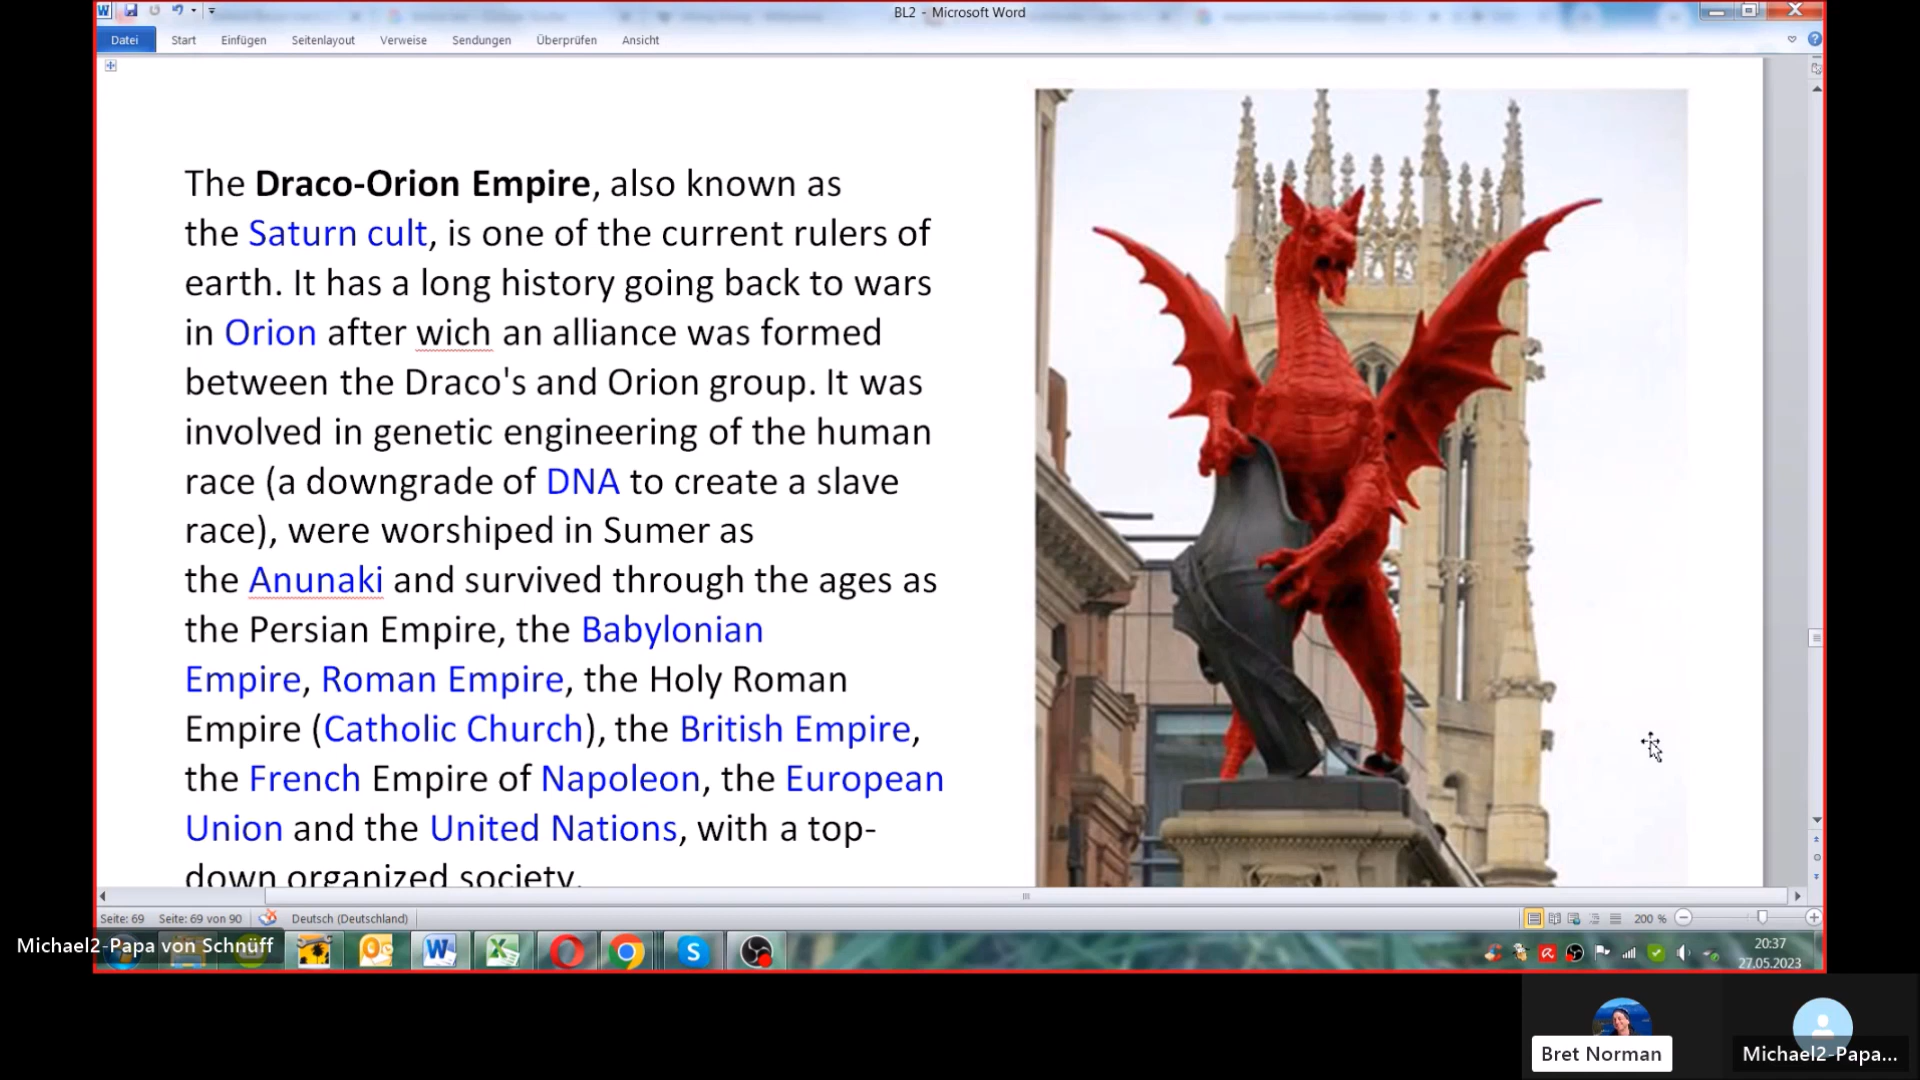 BL2 - Microsoft Word
Datei Start Einfügen Seitenlayout Verweise Sendungen Überprüfen Ansicht
The Draco-Orion Empire, also known as
the Saturn cult, is one of the current rulers of
earth. It has a long history going back to wars
in Orion after wich an alliance was formed
between the Draco's and Orion group. It was
involved in genetic engineering of the human
race (a downgrade of DNA to create a slave
race), were worshiped in Sumer as
the Anunaki and survived through the ages as
the Persian Empire, the Babylonian
Empire, Roman Empire, the Holy Roman
Empire (Catholic Church), the British Empire,
the French Empire of Napoleon, the European
Union and the United Nations, with a top-
down organized society.
Seite: 69 Seite: 69 von 90 Deutsch (Deutschland) 200 %
Michael2-Papa von Schnüff
20:37
27.05.2023
Bret Norman
Michael2-Papa...